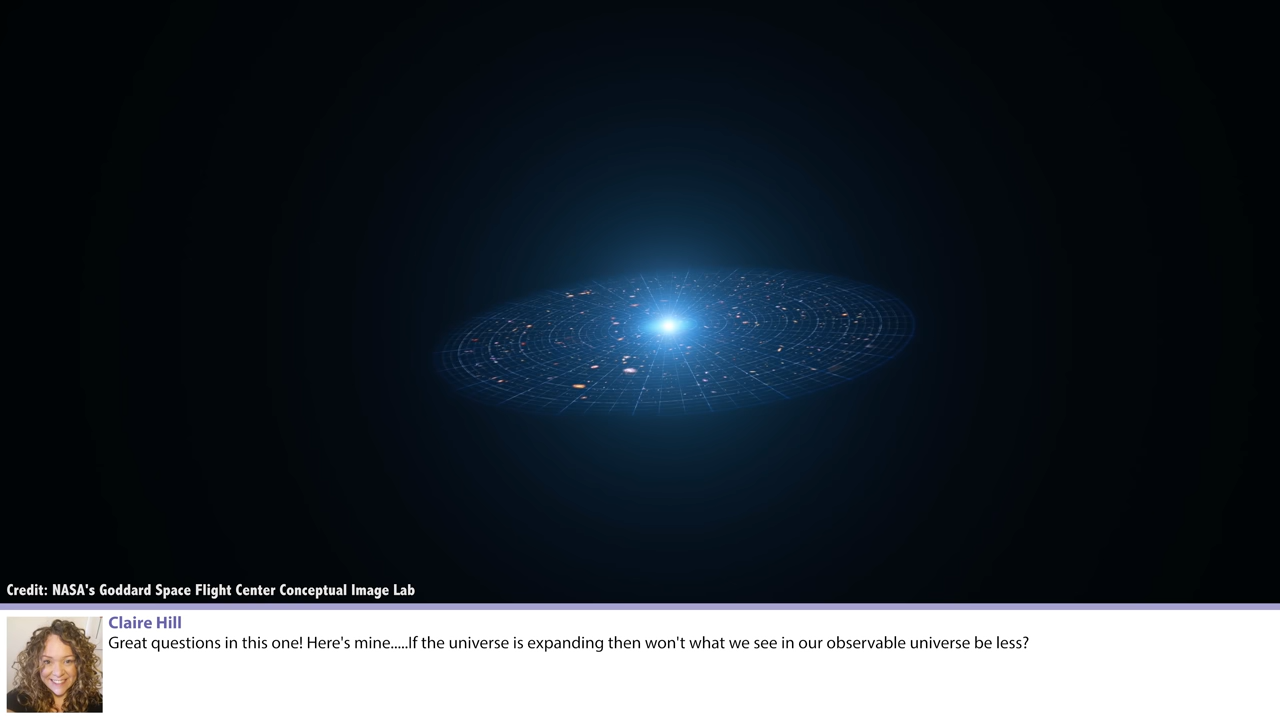 Credit: NASA's Goddard Space Flight Center Conceptual Image Lab
Claire Hill
Great questions in this one! Here's mine.....If the universe is expanding then won't what we see in our observable universe be less?